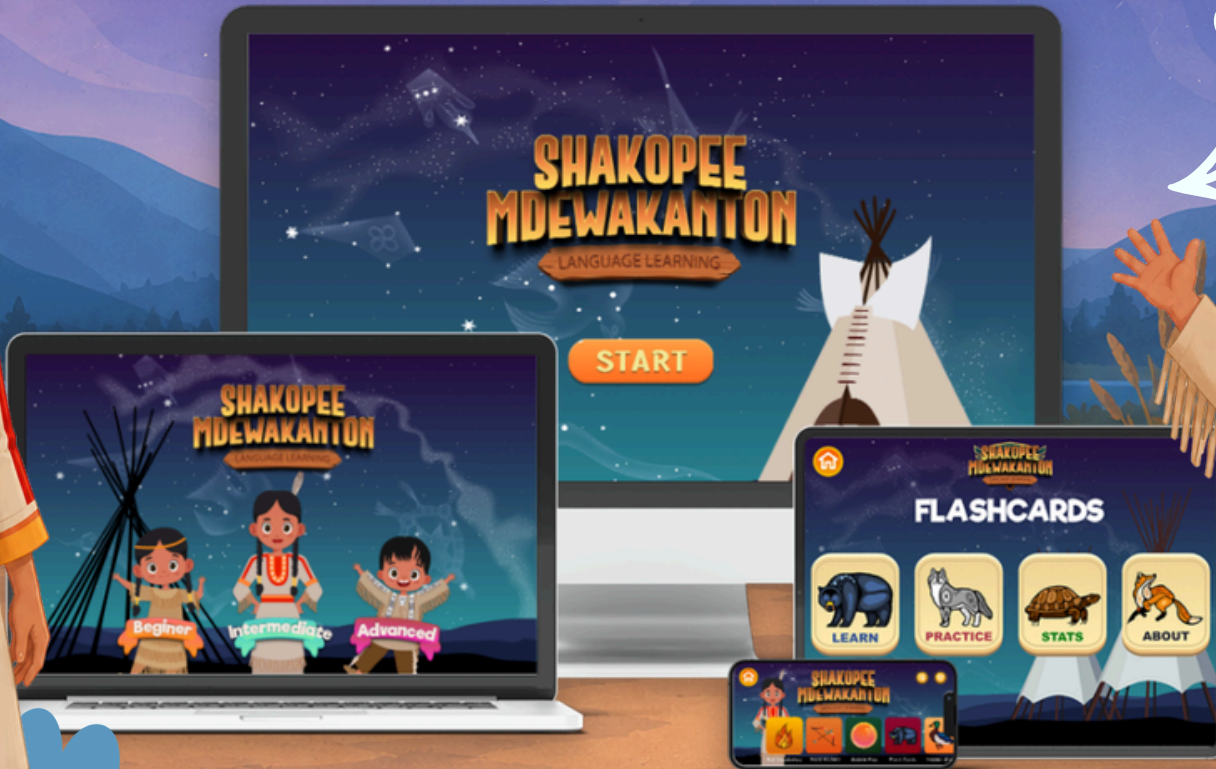 SHAKOPEE
MDEWAKANTON
LANGUAGE LEARNING
START
SHAKOPEE
MDEWAKANTON
LANGUAGE LEARNING
Beginer
Intermediate
Advanced
SHAKOPEE
MDEWAKANTON
FLASHCARDS
LEARN
PRACTICE
STATS
ABOUT
SHAKOPEE
MDEWAKANTON